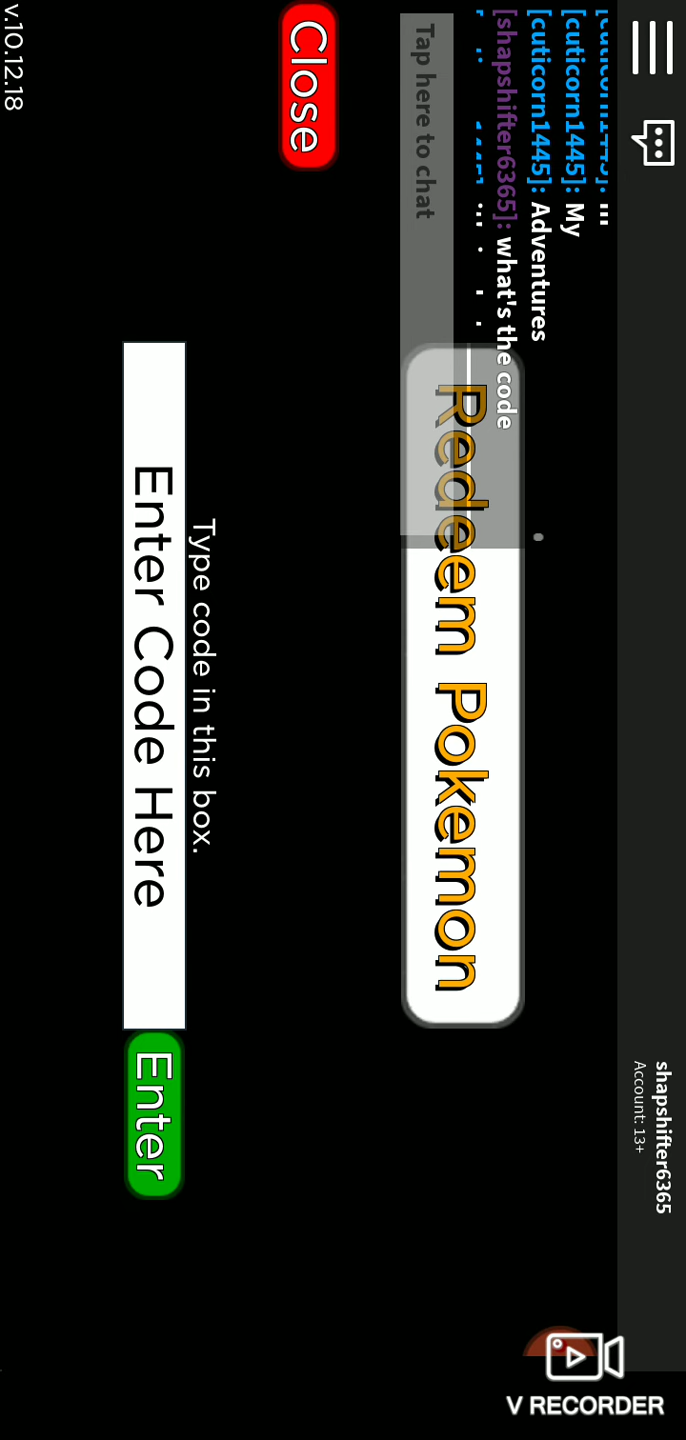 shapshifter6365
Account: 13+
[cuticorn1445]: My
[cuticorn1445]: Adventures
[shapshifter6365]: what's the code
Tap here to chat
Redeem Pokemon
Close
Type code in this box.
Enter Code Here
Enter
v.10.12.18
V RECORDER